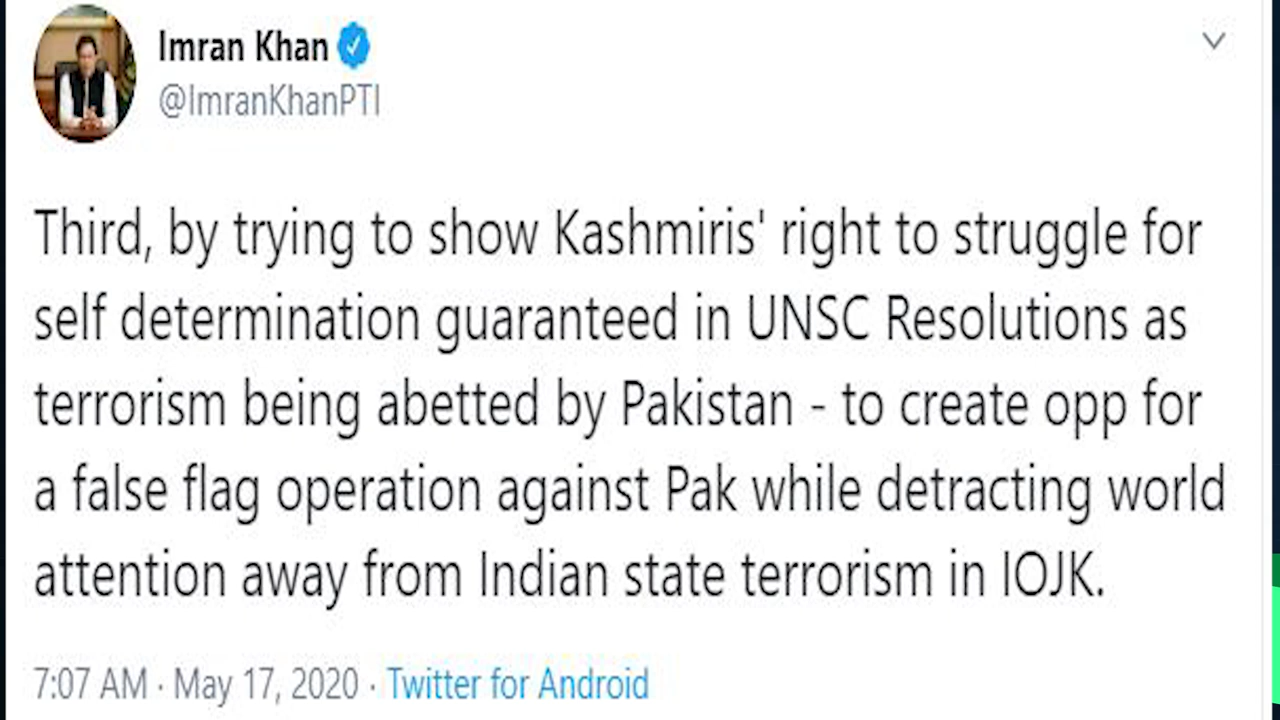 Imran Khan
@ImranKhanPTI
Third, by trying to show Kashmiris' right to struggle for
self determination guaranteed in UNSC Resolutions as
terrorism being abetted by Pakistan - to create opp for
a false flag operation against Pak while detracting world
attention away from Indian state terrorism in IOJK.
7:07 AM · May 17, 2020 · Twitter for Android